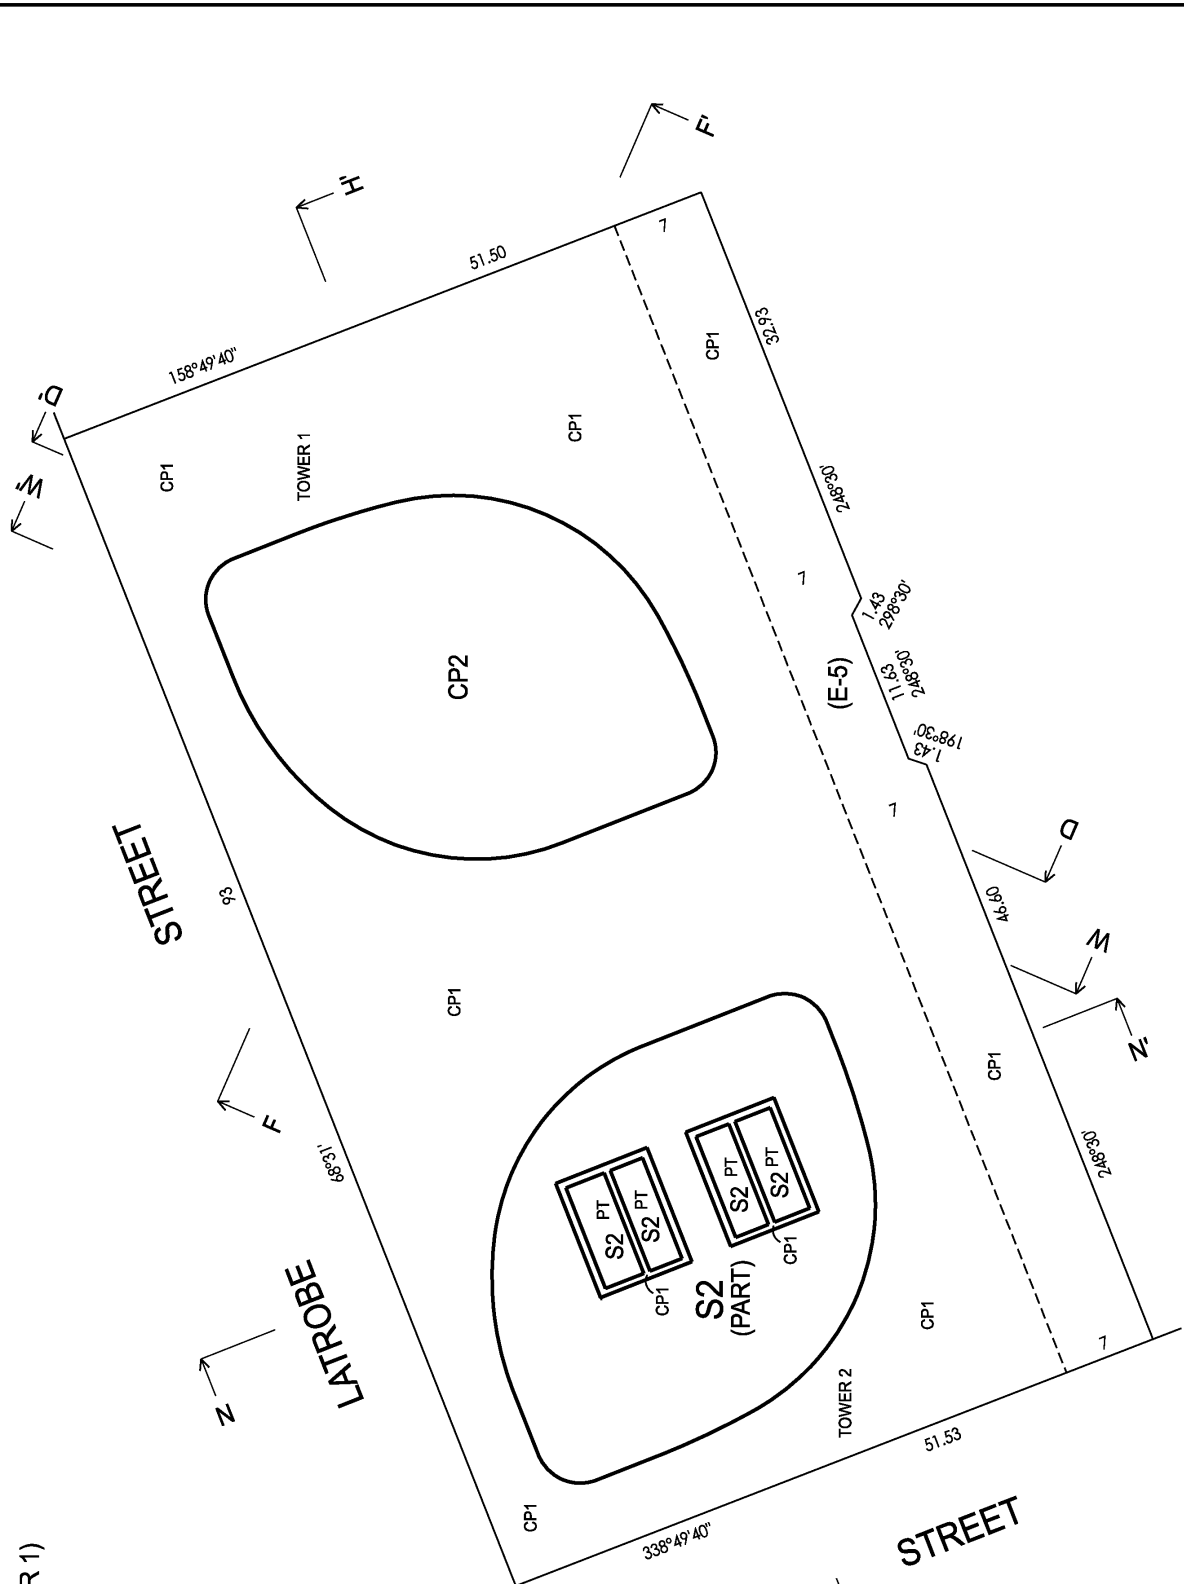 F'
H'
7
51.50
158°49'40"
32.93
CP1
D'
CP1
TOWER 1
CP1
W'
248°30'
7
1.43
298°30'
CP2
(E-5)
11.63
248°30'
1.43
198°30'
7
STREET
93
D
46.60
W
CP1
N'
CP1
F
68°31'
248°30'
S2 PT
S2 PT
S2 PT
S2 PT
CP1
CP1
S2
(PART)
LATROBE
N
CP1
7
TOWER 2
51.53
CP1
338°49'40"
STREET
R 1)